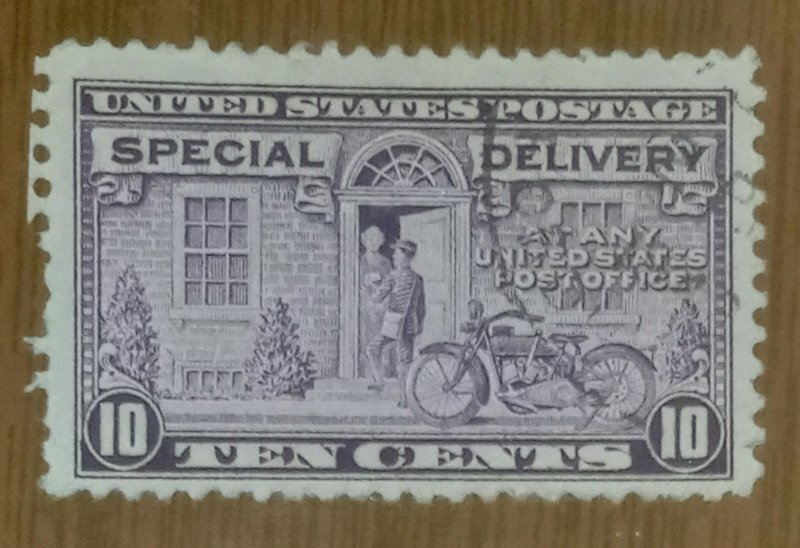 UNITED STATES POSTAGE
SPECIAL DELIVERY
AT ANY
UNITED STATES
POST OFFICE
10 TEN CENTS 10